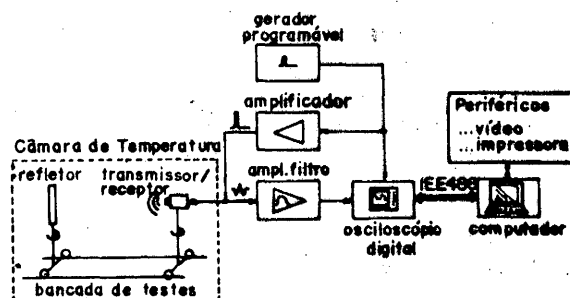 gerador
programável
amplificador
Periféricos
...vídeo
...impressora
Câmara de Temperatura
refletor
transmissor/
receptor
ampl.filtro
IEE488
osciloscópio
digital
computador
bancada de testes